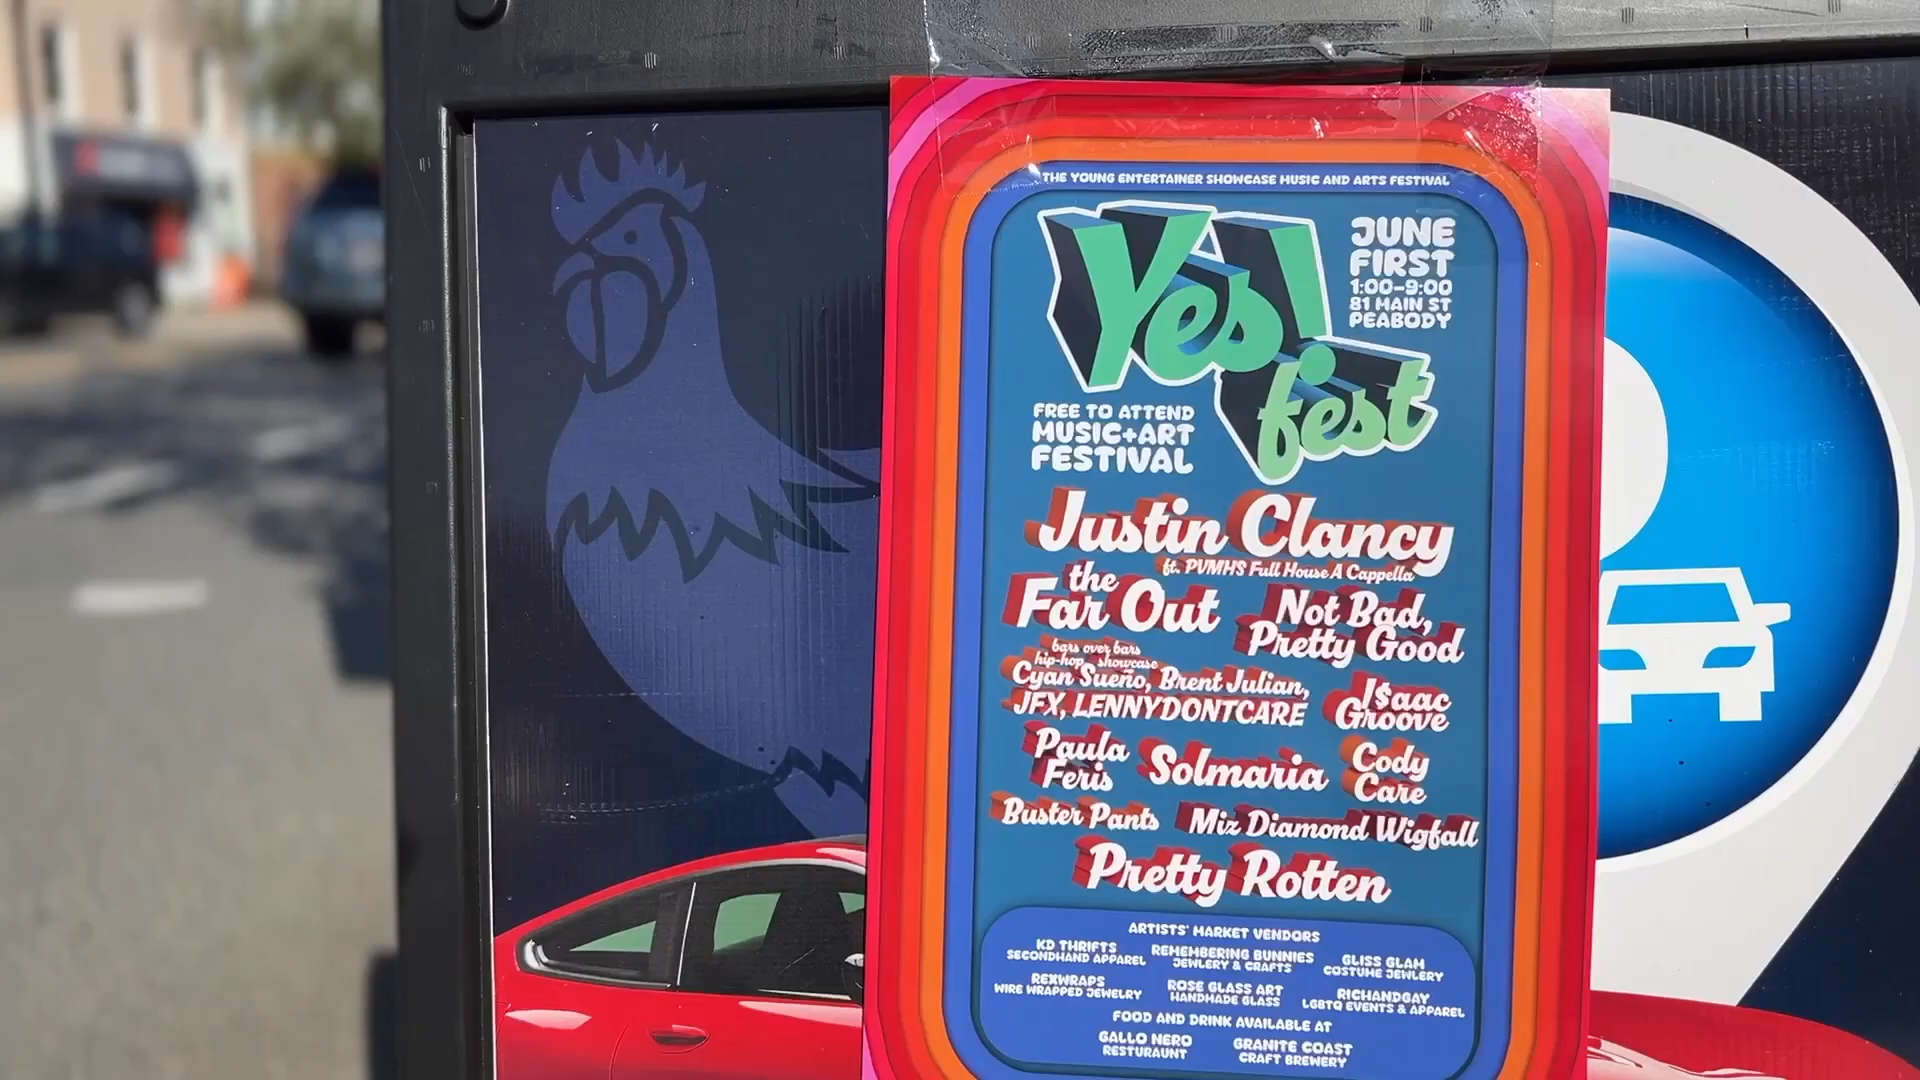 THE YOUNG ENTERTAINER SHOWCASE MUSIC AND ARTS FESTIVAL
Yes!
fest
JUNE
FIRST
1:00-9:00
81 MAIN ST
PEABODY
FREE TO ATTEND
MUSIC+ART
FESTIVAL
Justin Clancy
ft. PVMHS Full House A Cappella
the
Far Out
Not Bad,
Pretty Good
bars over bars
hip-hop showcase
Cyan Sueño, Brent Julian,
JFX, LENNYDONTCARE
I$aac
Groove
Paula
Feris
Solmaria
Cody
Care
Buster Pants
Miz Diamond Wigfall
Pretty Rotten
ARTISTS' MARKET VENDORS
KD THRIFTS
SECONDHAND APPAREL
REMEMBERING BUNNIES
JEWLERY & CRAFTS
GLISS GLAM
COSTUME JEWLERY
REXWRAPS
WIRE WRAPPED JEWELRY
ROSE GLASS ART
HANDMADE GLASS
RICHANDGAY
LGBTQ EVENTS & APPAREL
FOOD AND DRINK AVAILABLE AT
GALLO NERO
RESTURAUNT
GRANITE COAST
CRAFT BREWERY